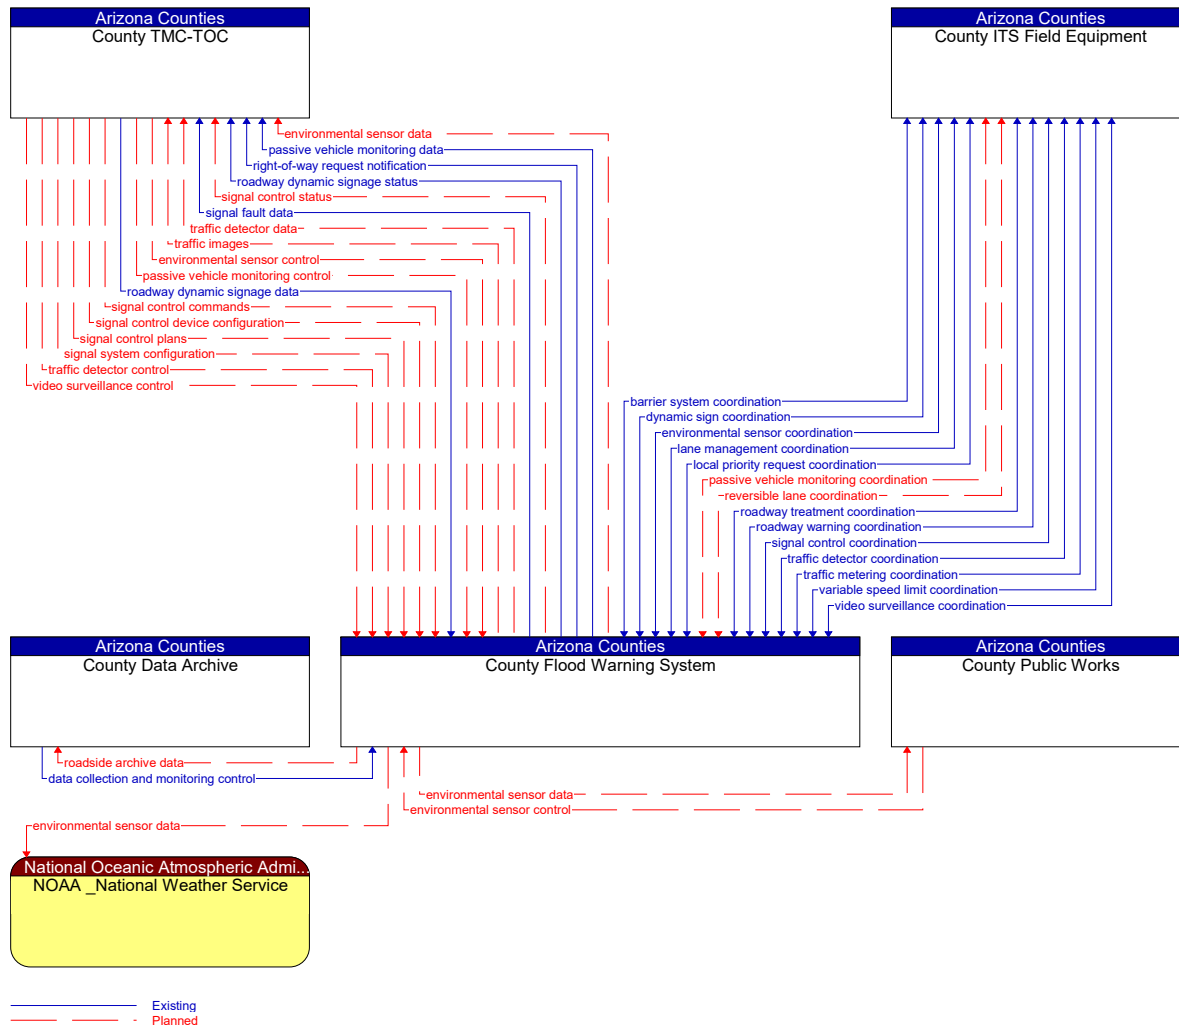 Arizona Counties
County TMC-TOC
Arizona Counties
County ITS Field Equipment
environmental sensor data
passive vehicle monitoring data
right-of-way request notification
roadway dynamic signage status
signal control status
signal fault data
traffic detector data
traffic images
environmental sensor control
passive vehicle monitoring control
roadway dynamic signage data
signal control commands
signal control device configuration
signal control plans
signal system configuration
traffic detector control
video surveillance control
barrier system coordination
dynamic sign coordination
environmental sensor coordination
lane management coordination
local priority request coordination
passive vehicle monitoring coordination
reversible lane coordination
roadway treatment coordination
roadway warning coordination
signal control coordination
traffic detector coordination
traffic metering coordination
variable speed limit coordination
video surveillance coordination
Arizona Counties
County Data Archive
Arizona Counties
County Flood Warning System
Arizona Counties
County Public Works
roadside archive data
data collection and monitoring control
environmental sensor data
environmental sensor control
environmental sensor data
National Oceanic Atmospheric Admi...
NOAA _National Weather Service
Existing
Planned